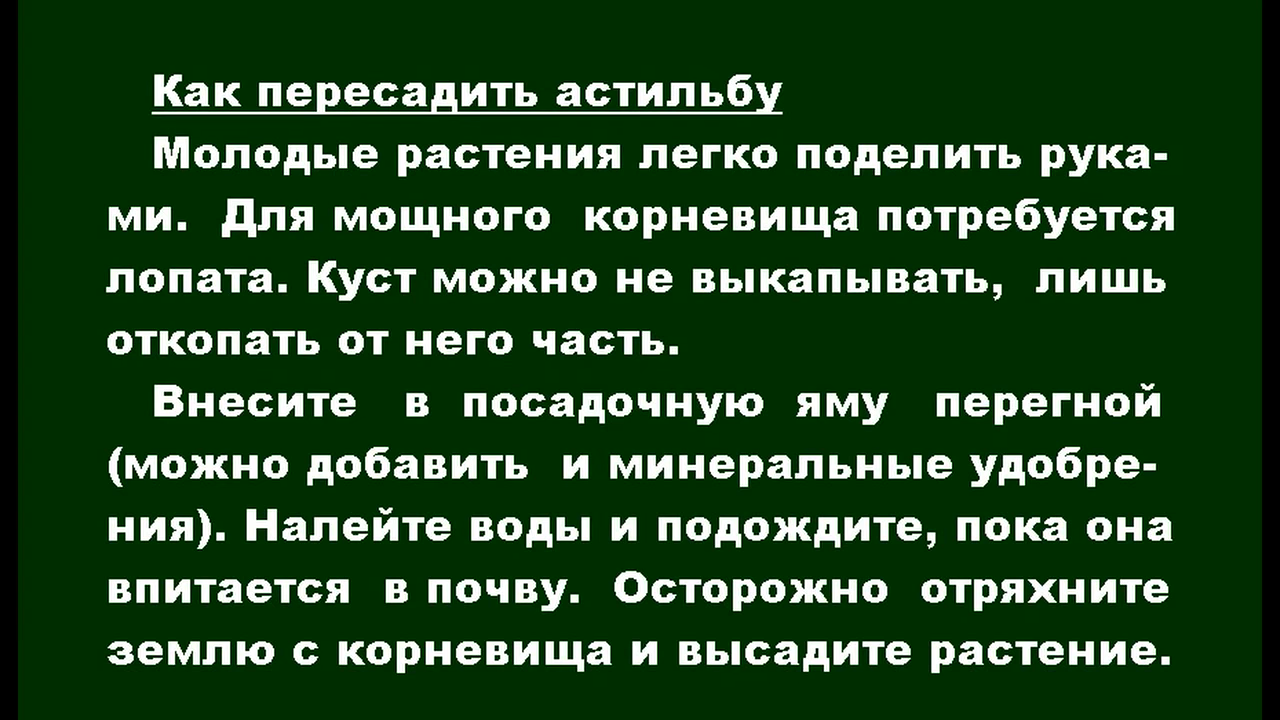 Как пересадить астильбу
Молодые растения легко поделить рука-
ми. Для мощного корневища потребуется
лопата. Куст можно не выкапывать, лишь
откопать от него часть.
Внесите в посадочную яму перегной
(можно добавить и минеральные удобре-
ния). Налейте воды и подождите, пока она
впитается в почву. Осторожно отряхните
землю с корневища и высадите растение.